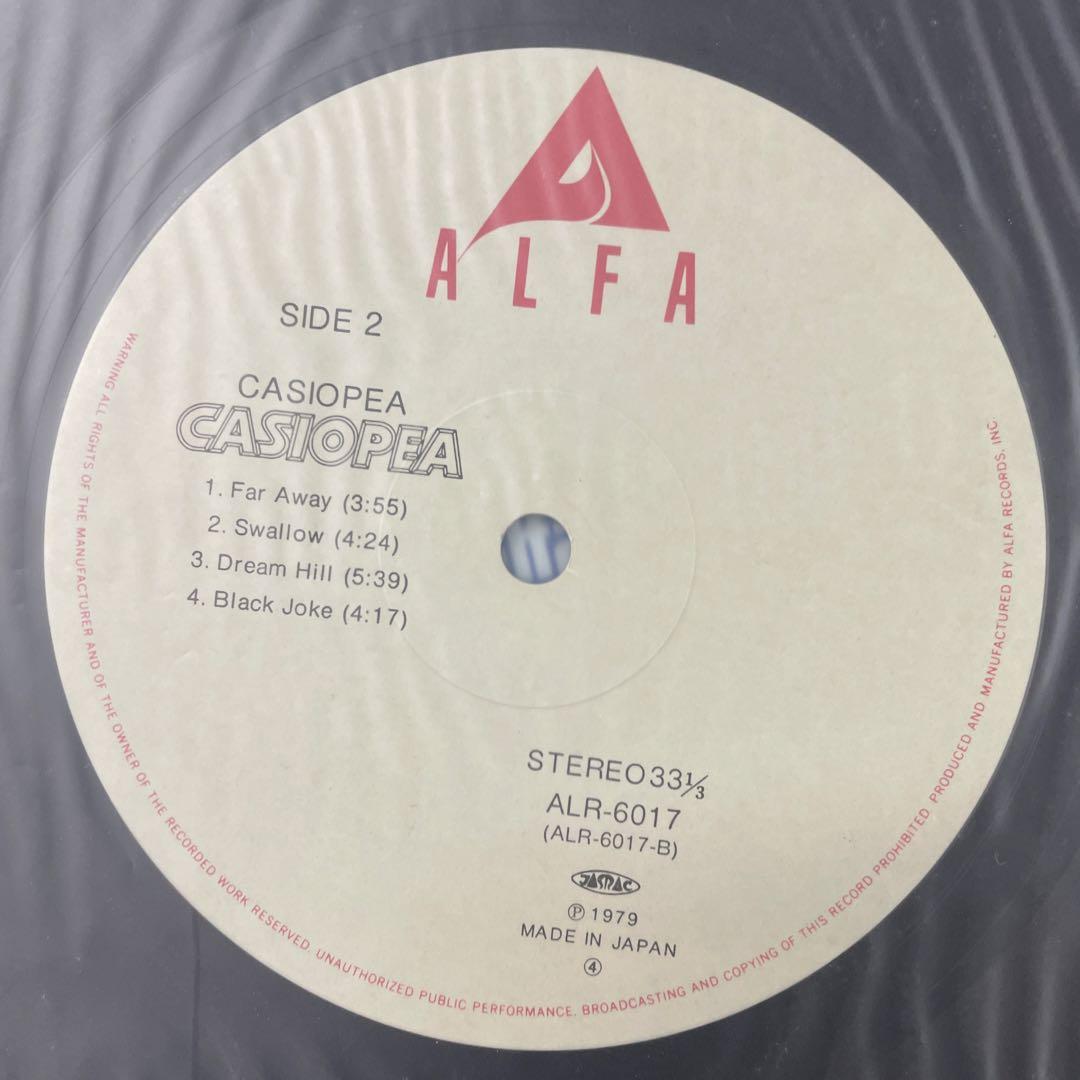 ALFA
SIDE 2
CASIOPEA
CASIOPEA
1. Far Away (3:55)
2. Swallow (4:24)
3. Dream Hill (5:39)
4. Black Joke (4:17)
STEREO 33⅓
ALR-6017
(ALR-6017-B)
JASRAC
℗ 1979
MADE IN JAPAN
④
WARNING ALL RIGHTS OF THE MANUFACTURER AND OF THE OWNER OF THE RECORDED WORK RESERVED. UNAUTHORIZED PUBLIC PERFORMANCE. BROADCASTING AND COPYING OF THIS RECORD PROHIBITED. PRODUCED AND MANUFACTURED BY ALFA RECORDS, INC.